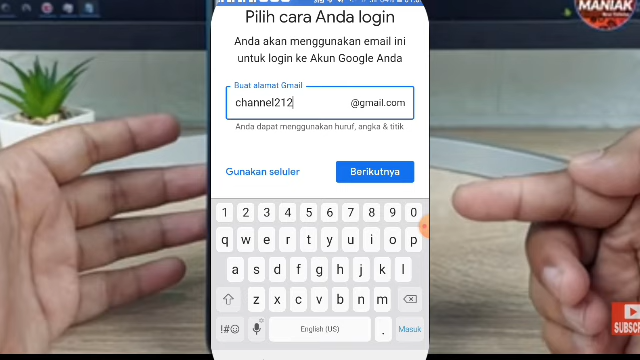 MANIAK
Pilih cara Anda login
Anda akan menggunakan email ini
untuk login ke Akun Google Anda
Buat alamat Gmail
channel212
@gmail.com
Anda dapat menggunakan huruf, angka & titik
Gunakan seluler
Berikutnya
1 2 3 4 5 6 7 8 9 0
q w e r t y u i o p
a s d f g h j k l
z x c v b n m
!#☺ English (US) . Masuk
SUBSC